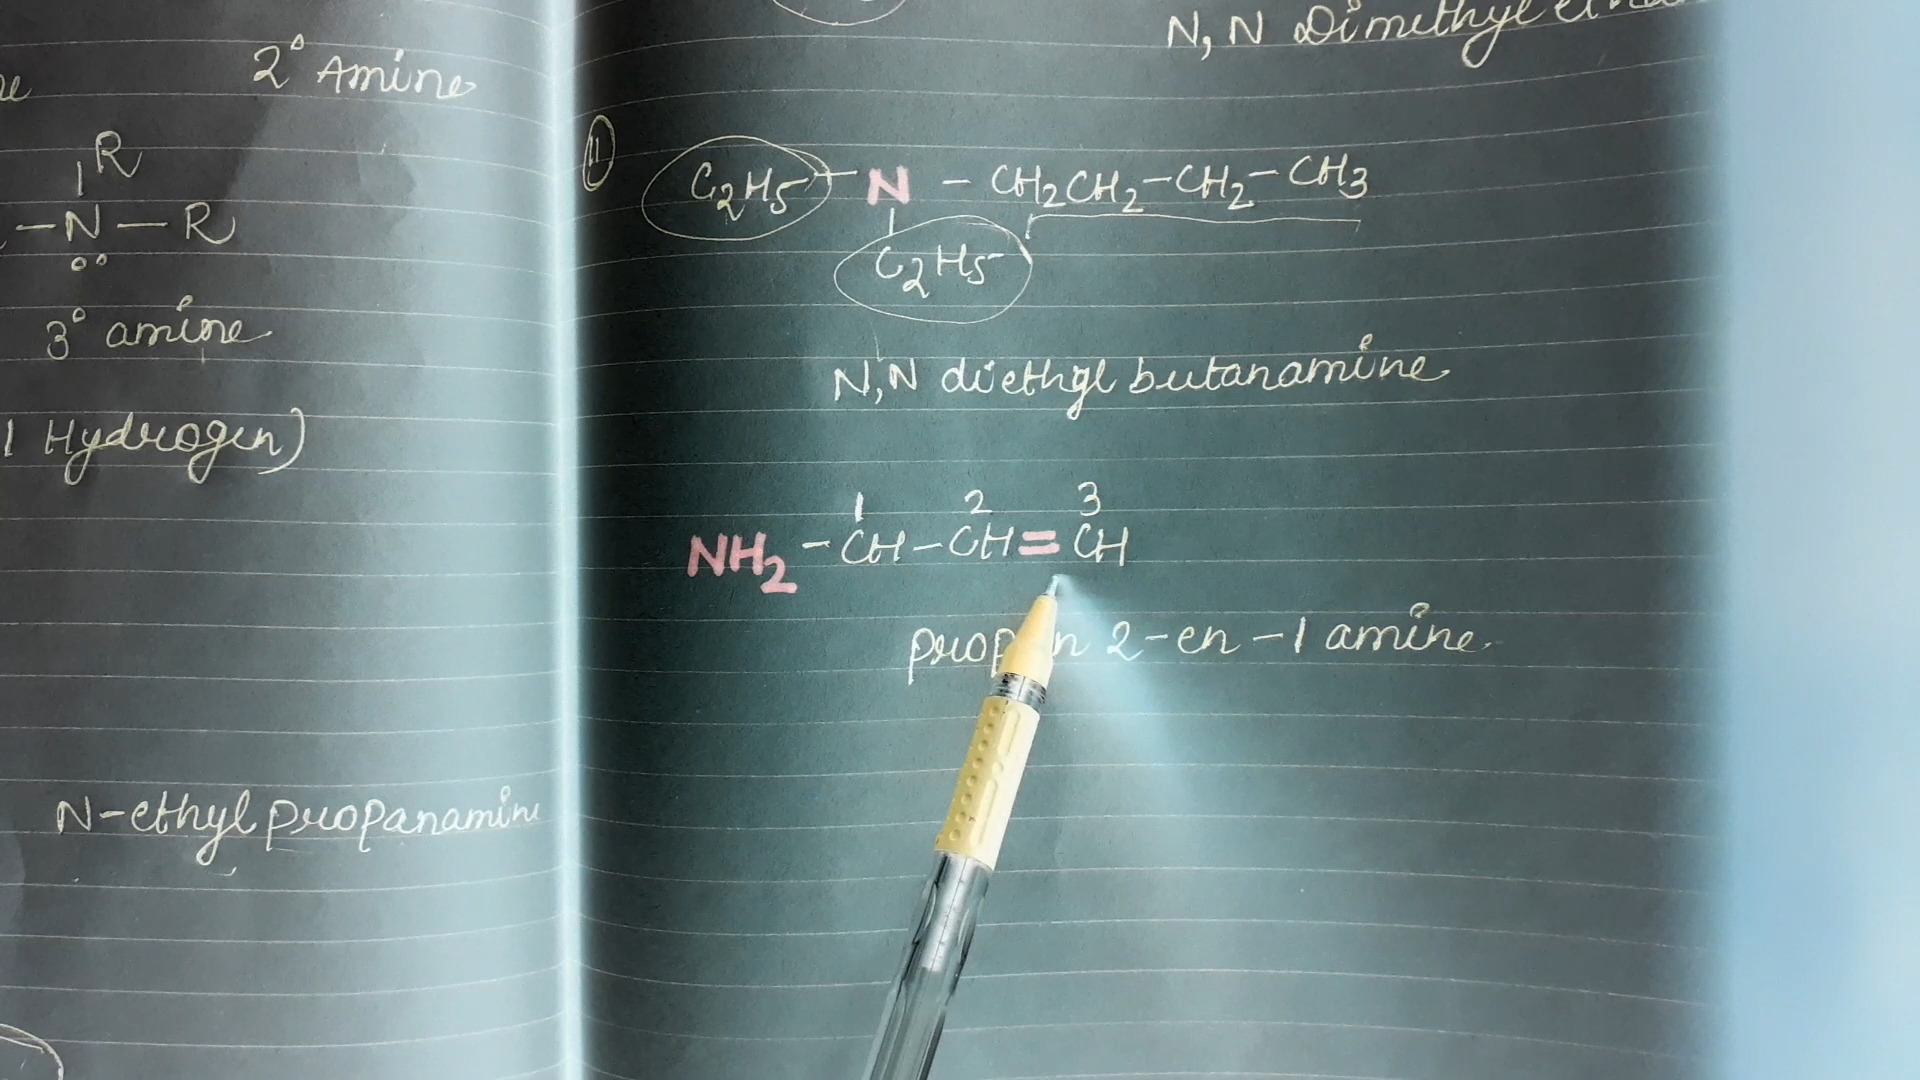 2° Amine
R
-N-R
3° amine
1 Hydrogen)
N-ethyl propanamine
N,N Dimethyl
11
C2H5-N-CH2CH2-CH2-CH3
C2H5
N,N diethyl butanamine
1 2 3
NH2-CH-CH=CH
2-en-1 amine